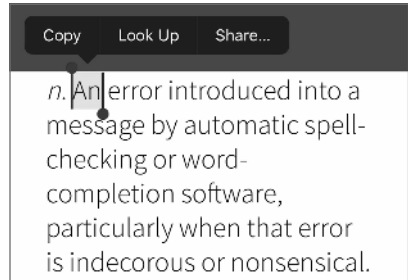 Copy Look Up Share...
n. An error introduced into a
message by automatic spell-
checking or word-
completion software,
particularly when that error
is indecorous or nonsensical.